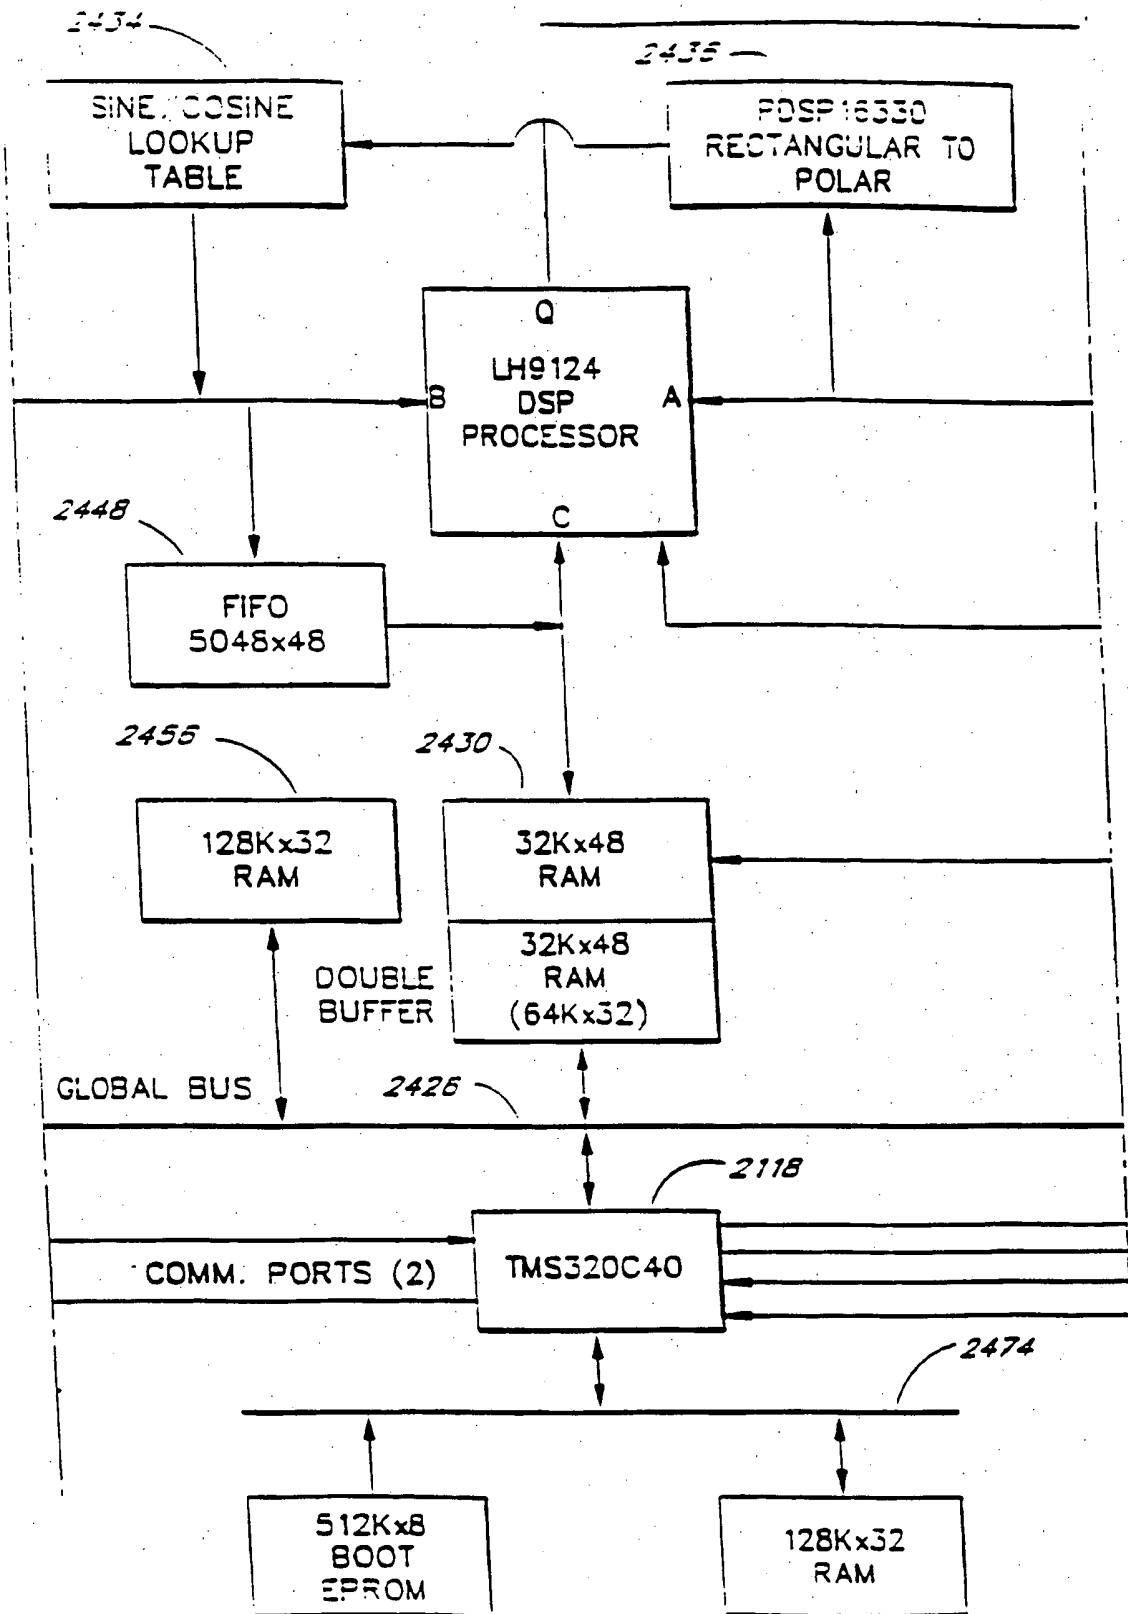 2434
2436
SINE/COSINE
LOOKUP
TABLE
PDSP16330
RECTANGULAR TO
POLAR
Q
LH9124
DSP
PROCESSOR
B
A
C
2448
FIFO
5048x48
2456
2430
128Kx32
RAM
32Kx48
RAM
32Kx48
RAM
(64Kx32)
DOUBLE
BUFFER
GLOBAL BUS
2426
2118
TMS320C40
COMM. PORTS (2)
2474
512Kx8
BOOT
EPROM
128Kx32
RAM